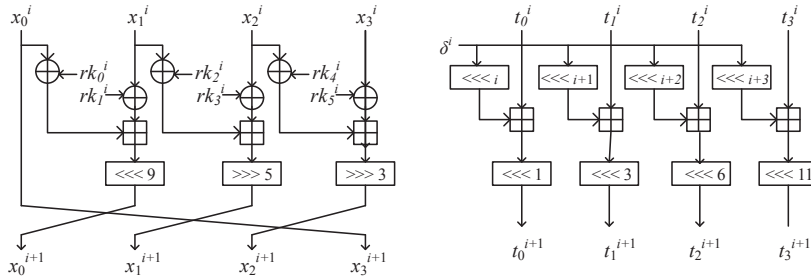 x₀ⁱ x₁ⁱ x₂ⁱ x₃ⁱ
rk₀ⁱ rk₂ⁱ rk₄ⁱ
rk₁ⁱ rk₃ⁱ rk₅ⁱ
<<< 9 >>> 5 >>> 3
x₀ⁱ⁺¹ x₁ⁱ⁺¹ x₂ⁱ⁺¹ x₃ⁱ⁺¹
t₀ⁱ t₁ⁱ t₂ⁱ t₃ⁱ
δⁱ
<<< i <<< i+1 <<< i+2 <<< i+3
<<< 1 <<< 3 <<< 6 <<< 11
t₀ⁱ⁺¹ t₁ⁱ⁺¹ t₂ⁱ⁺¹ t₃ⁱ⁺¹